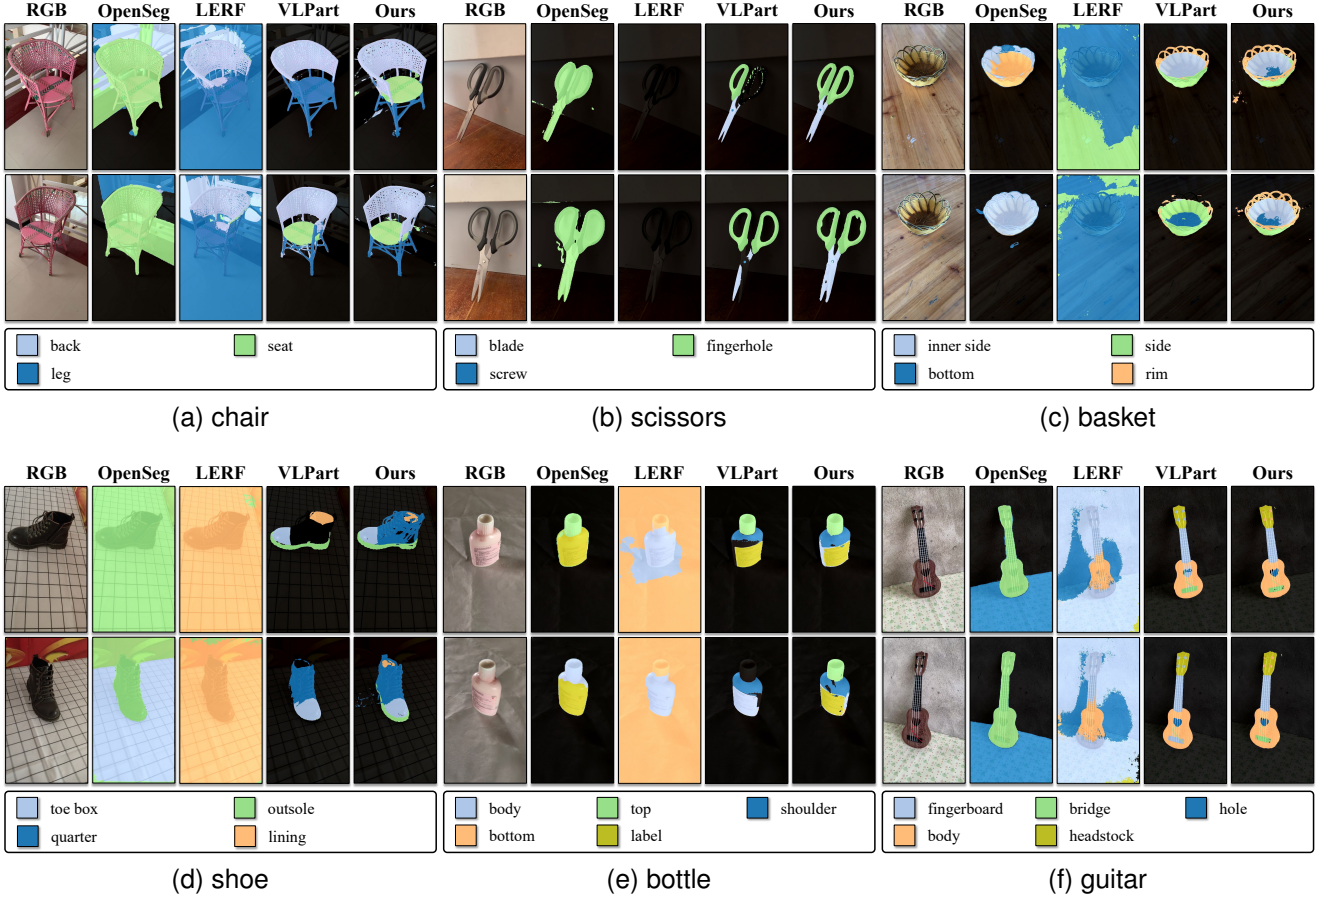 RGB OpenSeg LERF VLPart Ours
back seat
leg
(a) chair
RGB OpenSeg LERF VLPart Ours
blade fingerhole
screw
(b) scissors
RGB OpenSeg LERF VLPart Ours
inner side side
bottom rim
(c) basket
RGB OpenSeg LERF VLPart Ours
toe box outsole
quarter lining
(d) shoe
RGB OpenSeg LERF VLPart Ours
body top shoulder
bottom label
(e) bottle
RGB OpenSeg LERF VLPart Ours
fingerboard bridge hole
body headstock
(f) guitar